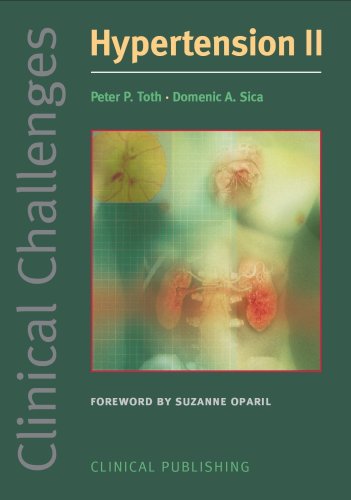 Clinical Challenges
Hypertension II
Peter P. Toth · Domenic A. Sica
FOREWORD BY SUZANNE OPARIL
CLINICAL PUBLISHING